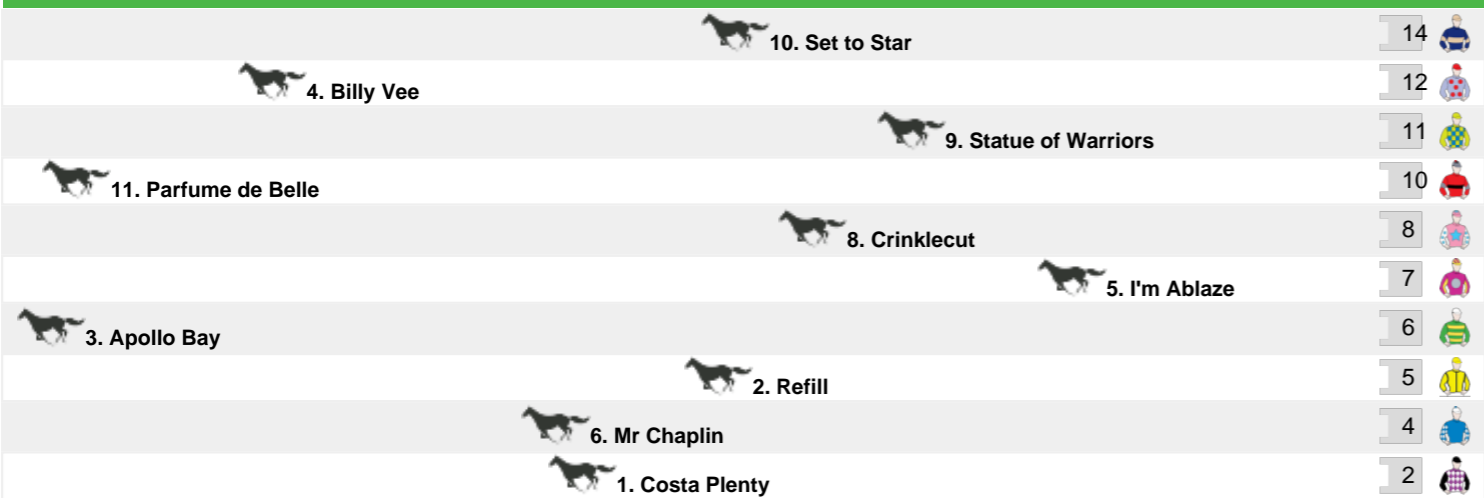 10. Set to Star 14
4. Billy Vee 12
9. Statue of Warriors 11
11. Parfume de Belle 10
8. Crinklecut 8
5. I'm Ablaze 7
3. Apollo Bay 6
2. Refill 5
6. Mr Chaplin 4
1. Costa Plenty 2